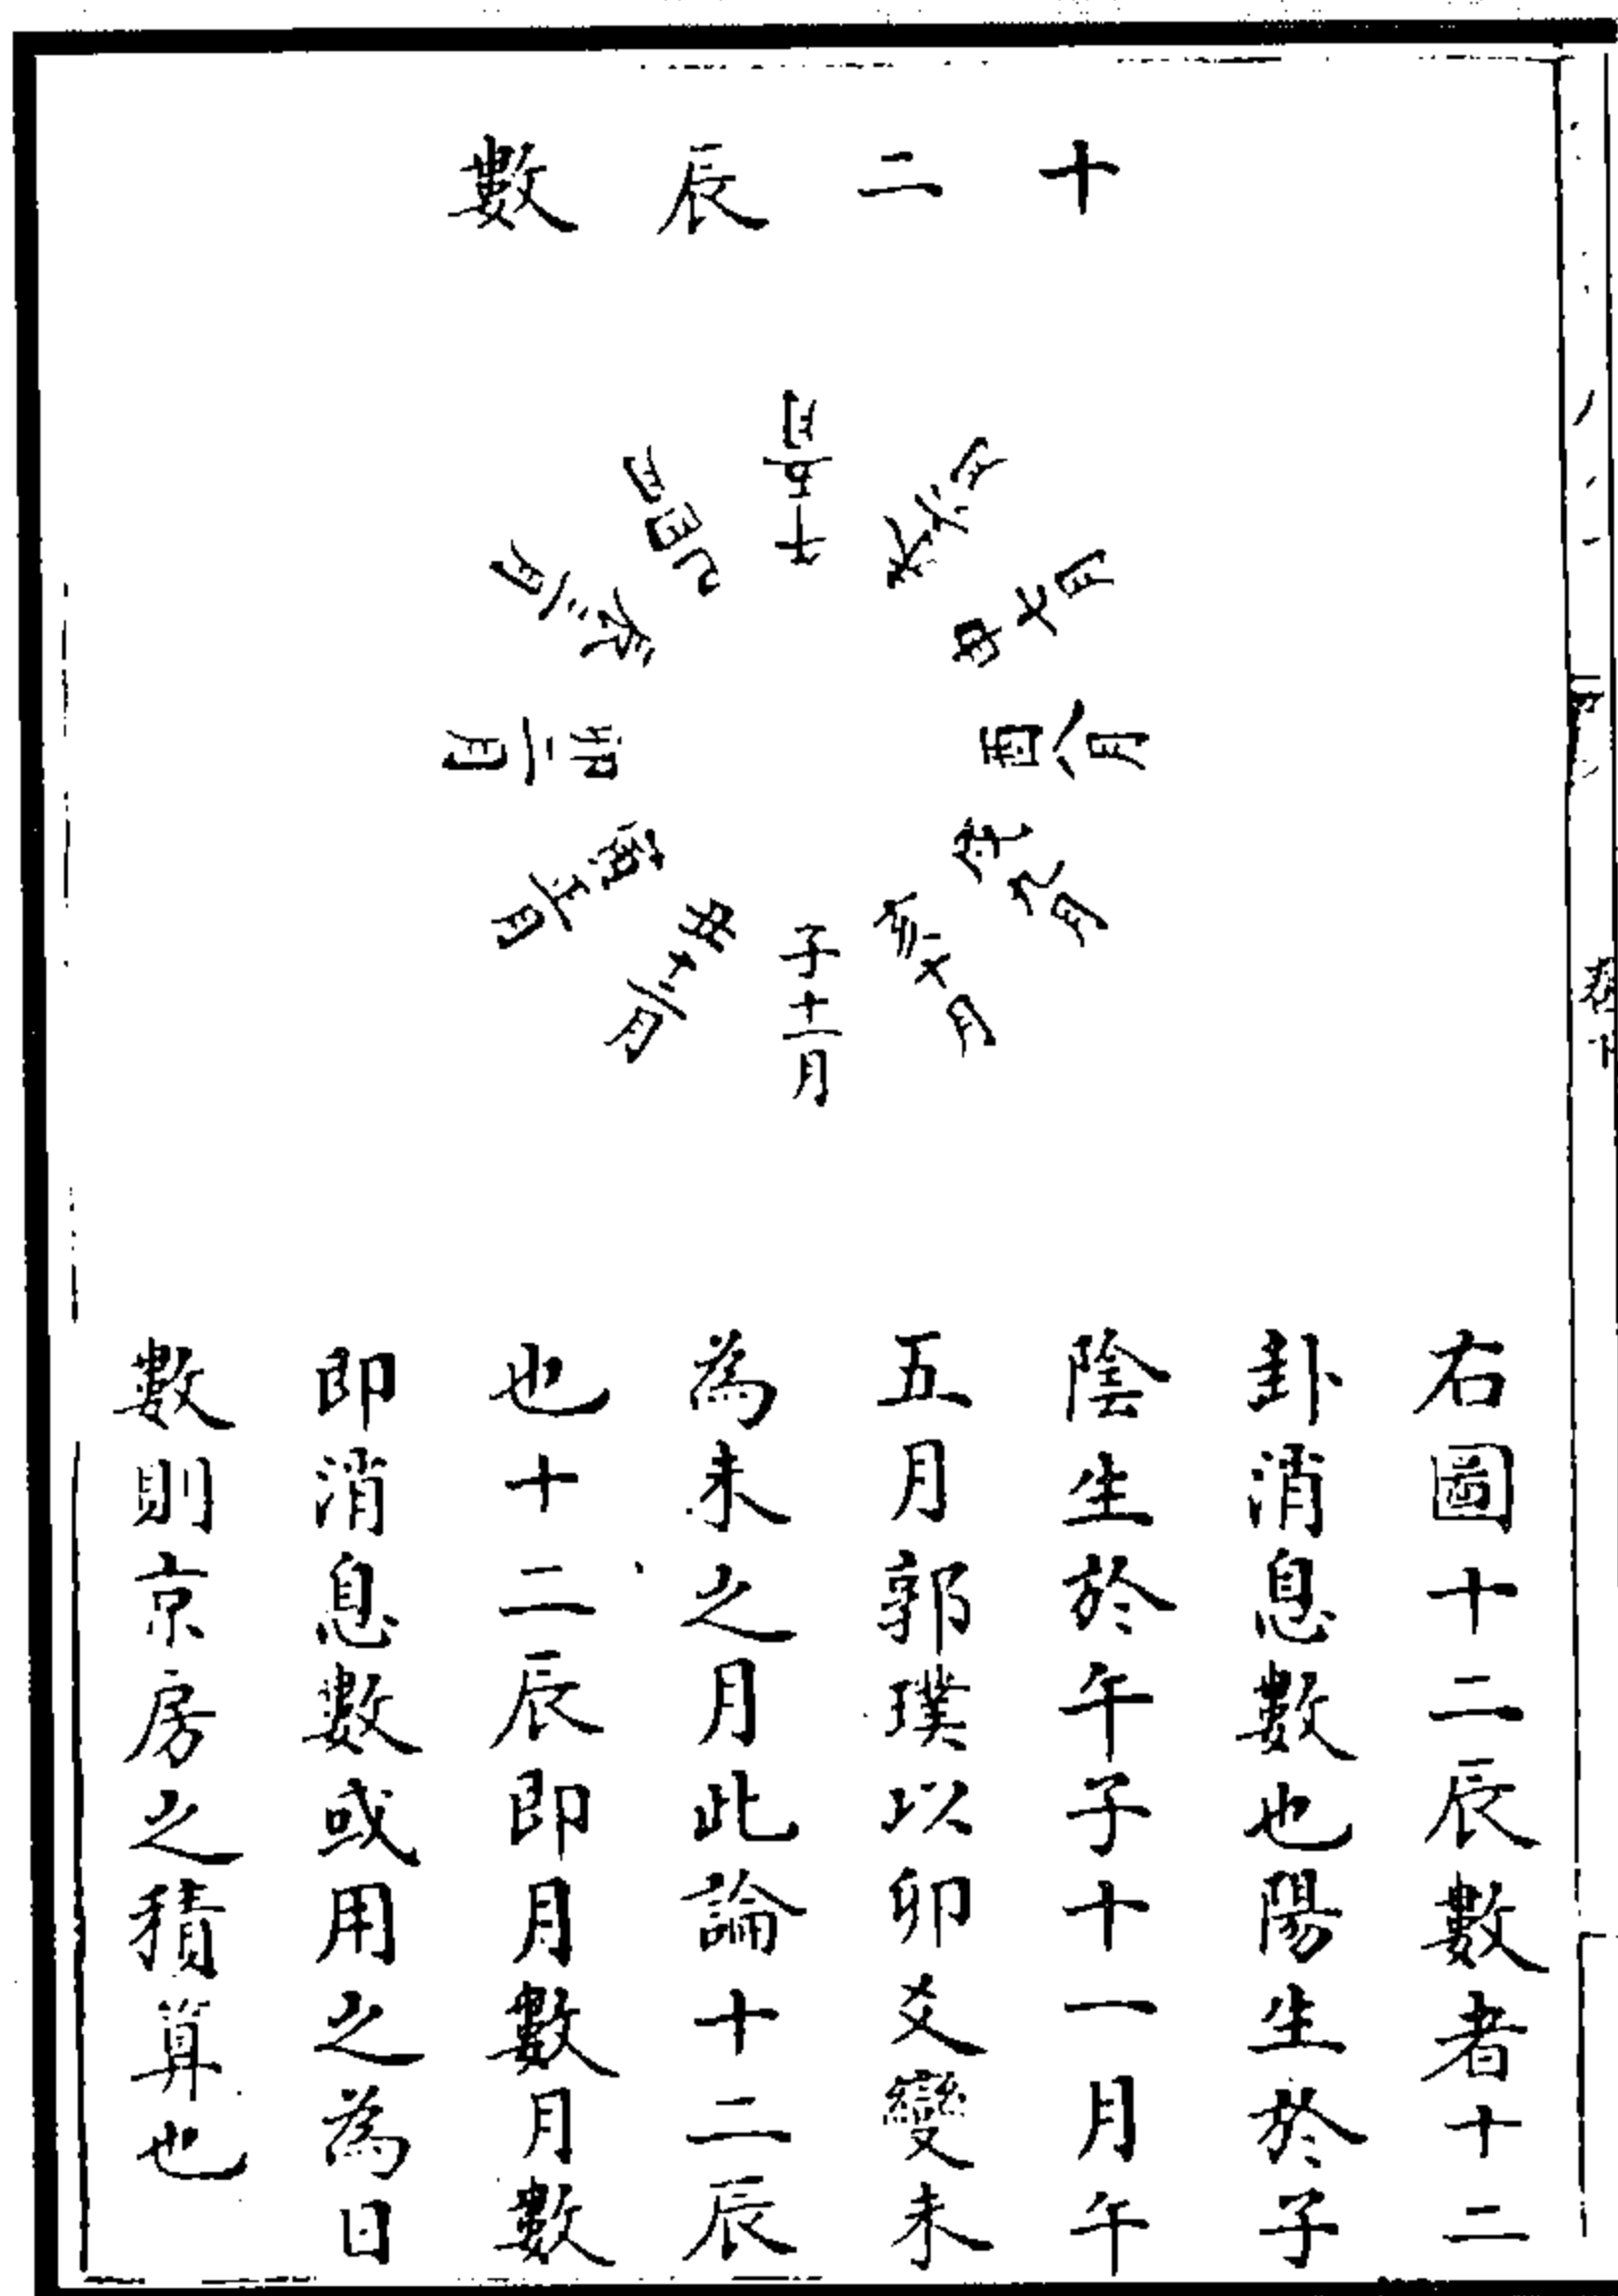 十二辰數
午五月
未六月
申七月
酉八月
戌九月
亥十月
子十一月
丑十二月
寅正月
卯二月
辰三月
巳四月
右圖十二辰數者十二
卦消息數也陽生於子
陰生於午子十一月午
五月郭璞以卯爻變未
為未之月此論十二辰
也十二辰即月數月數
即消息數或用之為日
數則京房之積算也
卷下